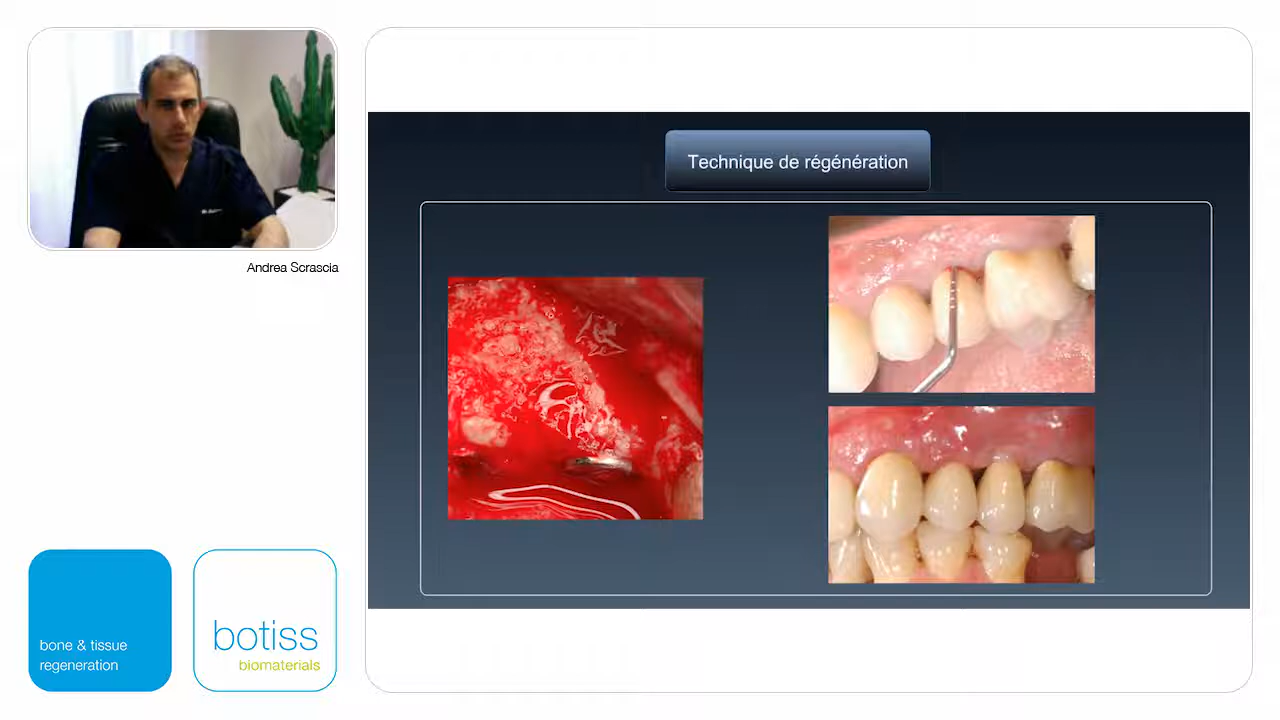 Andrea Scrascia
Technique de régénération
bone & tissue
regeneration
botiss
biomaterials